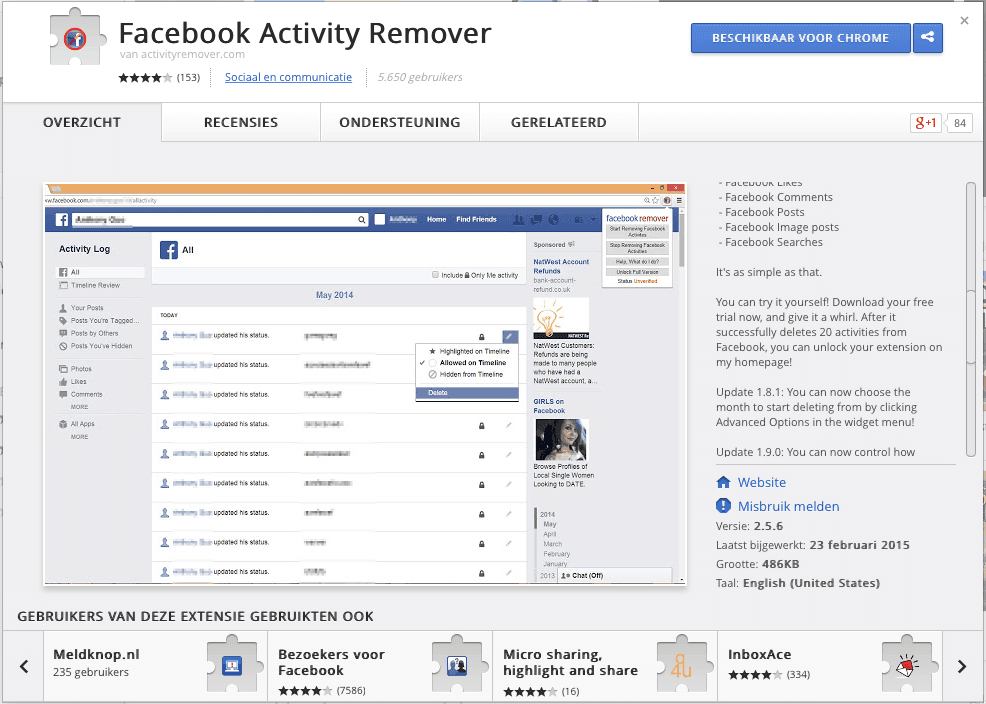 Facebook Activity Remover
van activityremover.com
(153)
Sociaal en communicatie
5.650 gebruikers
BESCHIKBAAR VOOR CHROME
OVERZICHT
RECENSIES
ONDERSTEUNING
GERELATEERD
g+1
84
.facebook.com/
allactivity
Home
Find Friends
facebook remover
Start Removing Facebook
Activites
Stop Removing Facebook
Activities
Help, What do I do?
Unlock Full Version
Status Unverified
Activity Log
All
Timeline Review
Your Posts
Posts You're Tagged...
Posts by Others
Posts You've Hidden
Photos
Likes
Comments
MORE
All Apps
MORE
All
Include Only Me activity
May 2014
TODAY
updated his status.
updated his status.
updated his status.
updated his status.
updated his status.
updated his status.
updated his status.
updated his status.
updated his status.
Highlighted on Timeline
Allowed on Timeline
Hidden from Timeline
Delete
Sponsored
NatWest Account
Refunds
bank-account-
refund.co.uk
NatWest Customers:
Refunds are being
made to many people
who have had a
NatWest account, a...
GIRLS on
Facebook
Browse Profiles of
Local Single Women
Looking to DATE.
2014
May
April
March
February
January
2013
Chat (Off)
- Facebook Likes
- Facebook Comments
- Facebook Posts
- Facebook Image posts
- Facebook Searches
It's as simple as that.
You can try it yourself! Download your free
trial now, and give it a whirl. After it
successfully deletes 20 activities from
Facebook, you can unlock your extension on
my homepage!
Update 1.8.1: You can now choose the
month to start deleting from by clicking
Advanced Options in the widget menu!
Update 1.9.0: You can now control how
Website
Misbruik melden
Versie: 2.5.6
Laatst bijgewerkt: 23 februari 2015
Grootte: 486KB
Taal: English (United States)
GEBRUIKERS VAN DEZE EXTENSIE GEBRUIKTEN OOK
Meldknop.nl
235 gebruikers
Bezoekers voor
Facebook
(7586)
Micro sharing,
highlight and share
(16)
4u
InboxAce
(334)